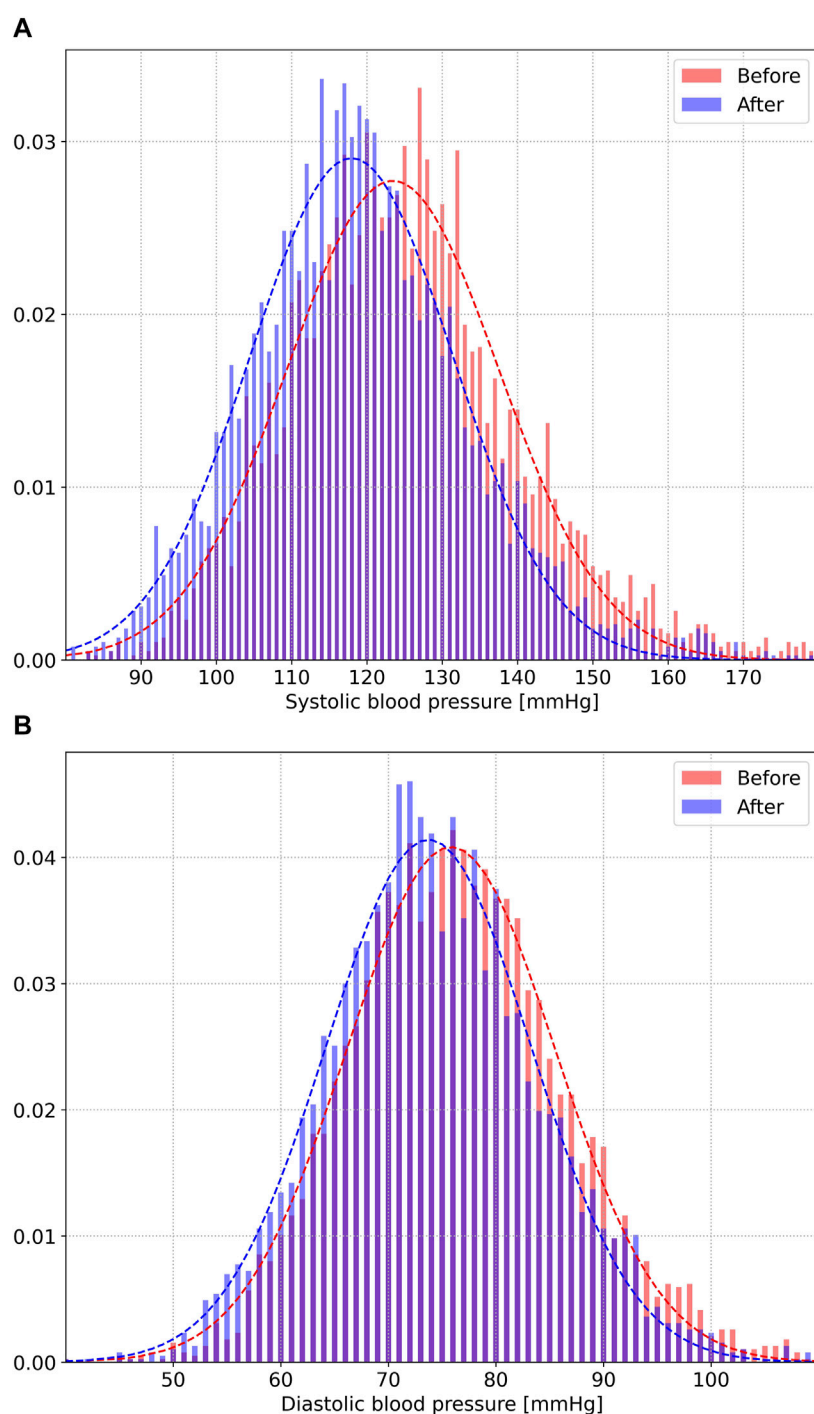 A
Before
After
0.03
0.02
0.01
0.00
90 100 110 120 130 140 150 160 170
Systolic blood pressure [mmHg]
B
Before
After
0.04
0.03
0.02
0.01
0.00
50 60 70 80 90 100
Diastolic blood pressure [mmHg]